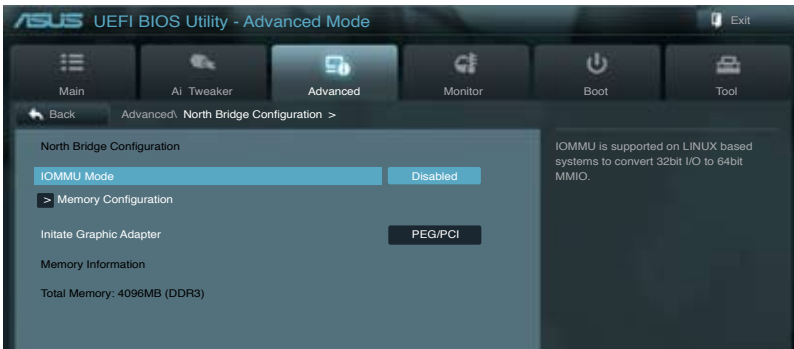 ASUS UEFI BIOS Utility - Advanced Mode
Exit
Main
Ai Tweaker
Advanced
Monitor
Boot
Tool
Back
Advanced\ North Bridge Configuration >
North Bridge Configuration
IOMMU Mode Disabled
> Memory Configuration
Initate Graphic Adapter PEG/PCI
Memory Information
Total Memory: 4096MB (DDR3)
IOMMU is supported on LINUX based
systems to convert 32bit I/O to 64bit
MMIO.